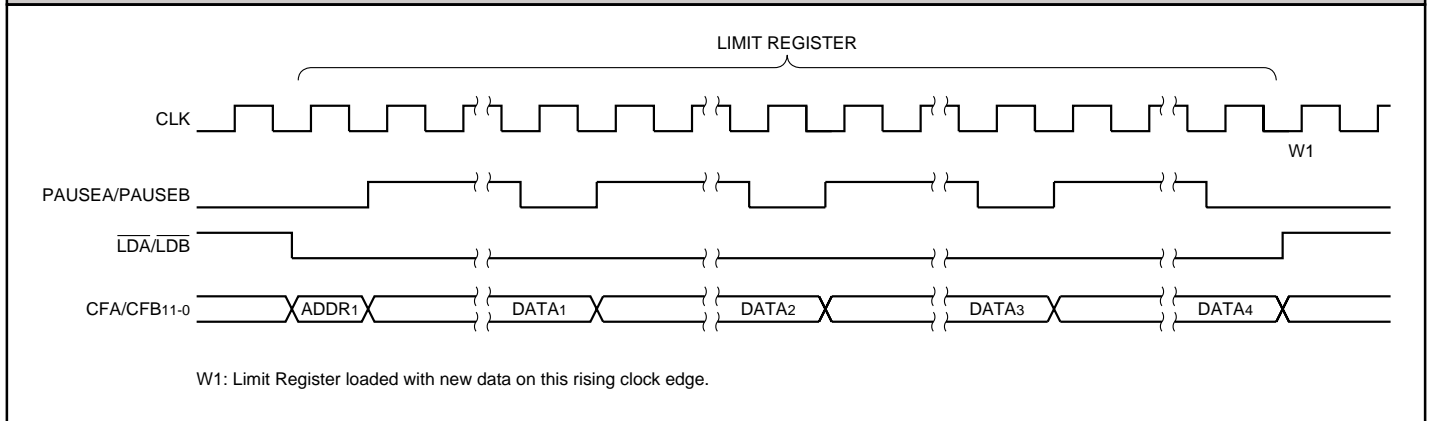 LIMIT REGISTER
CLK
W1
PAUSEA/PAUSEB
LDA/LDB
CFA/CFB11-0
ADDR1
DATA1
DATA2
DATA3
DATA4
W1: Limit Register loaded with new data on this rising clock edge.